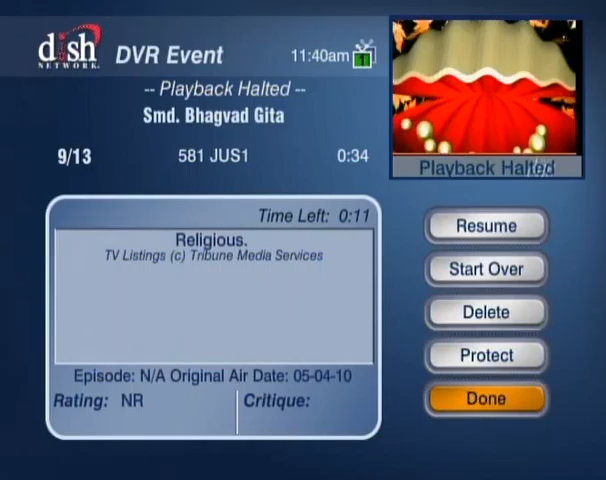 dish
NETWORK.
DVR Event
11:40am
1
-- Playback Halted --
Smd. Bhagvad Gita
9/13
581 JUS1
0:34
Playback Halted
Time Left: 0:11
Religious.
TV Listings (c) Tribune Media Services
Episode: N/A Original Air Date: 05-04-10
Rating: NR
Critique:
Resume
Start Over
Delete
Protect
Done